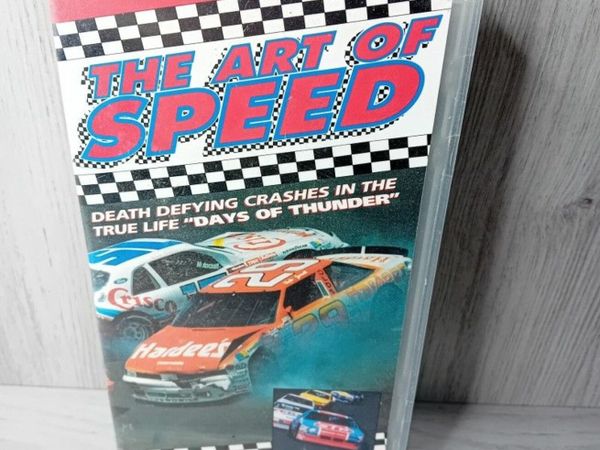 THE ART OF
SPEED
DEATH DEFYING CRASHES IN THE
TRUE LIFE "DAYS OF THUNDER"
Crisco
Hardee's